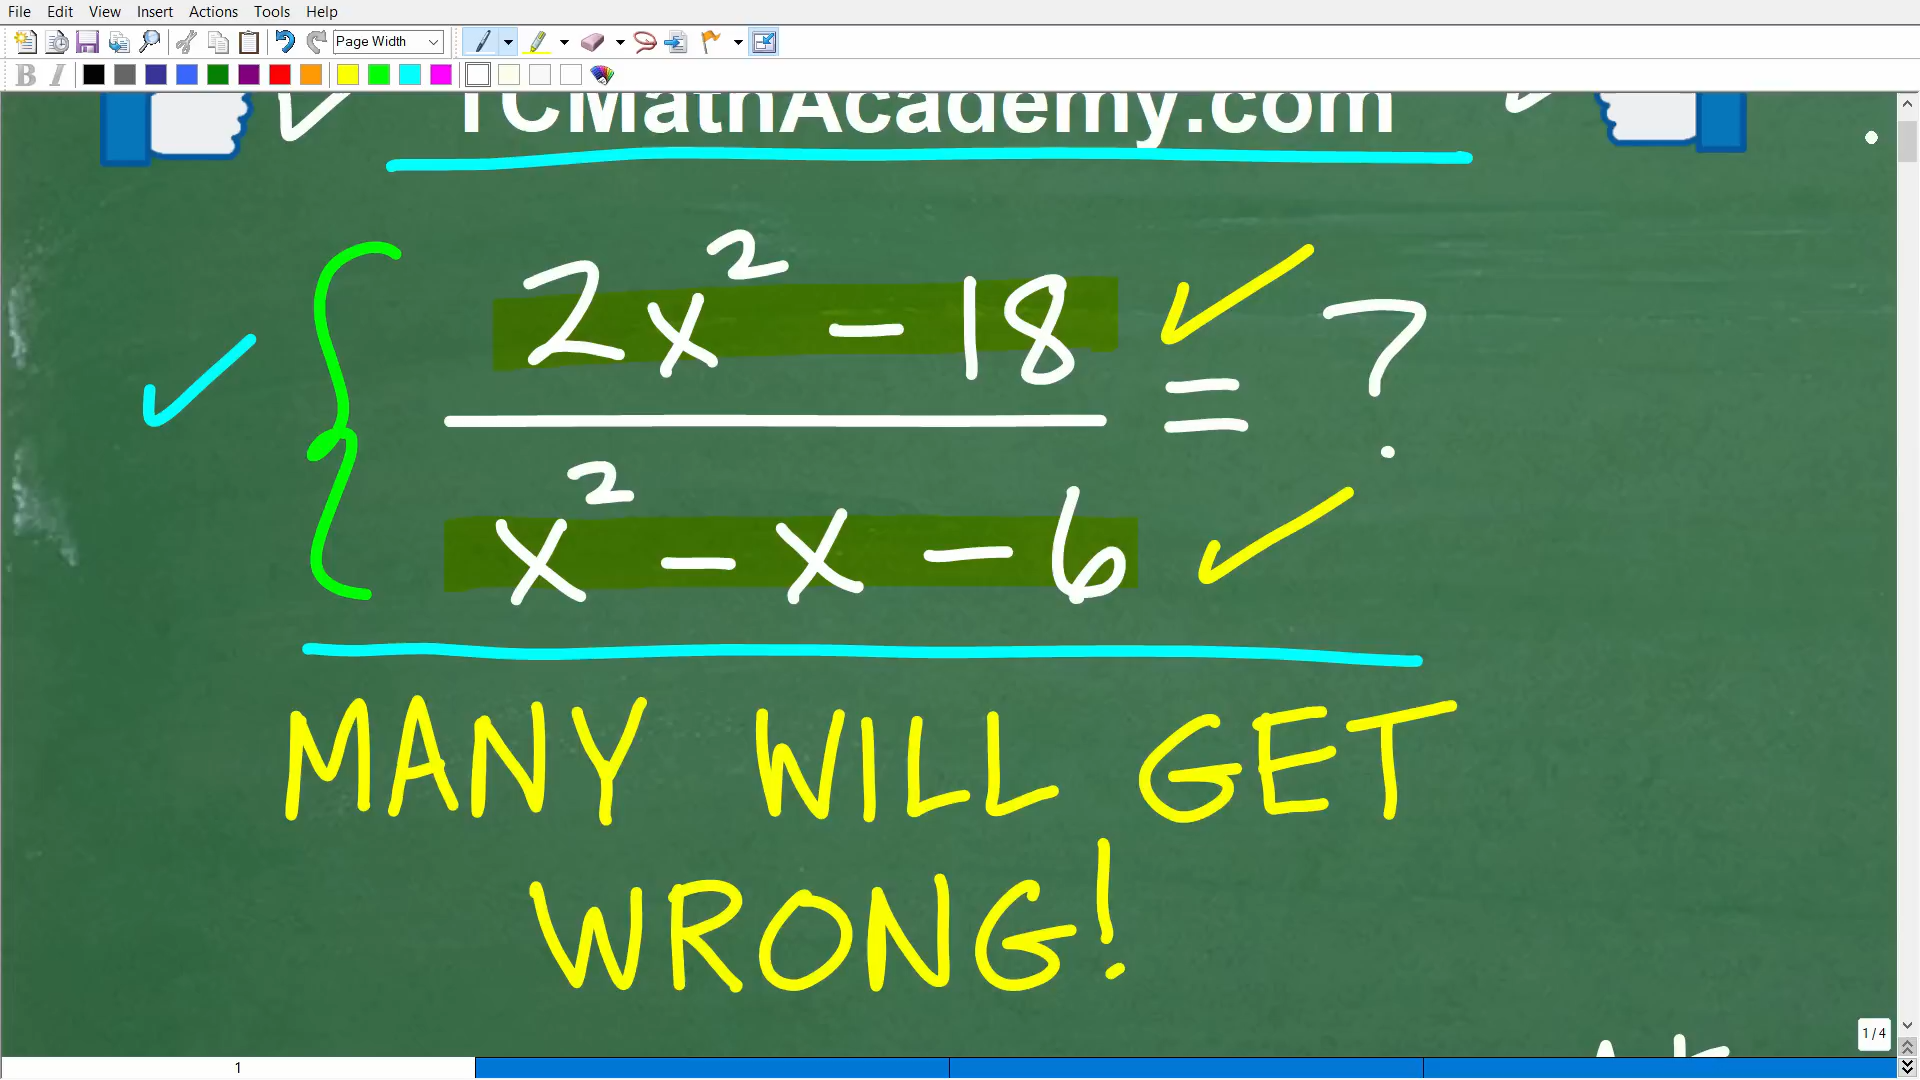 File Edit View Insert Actions Tools Help
Page Width
B I
TCMathAcademy.com
2x² - 18
= ?
x² - x - 6
MANY WILL GET
WRONG!
1 / 4
1